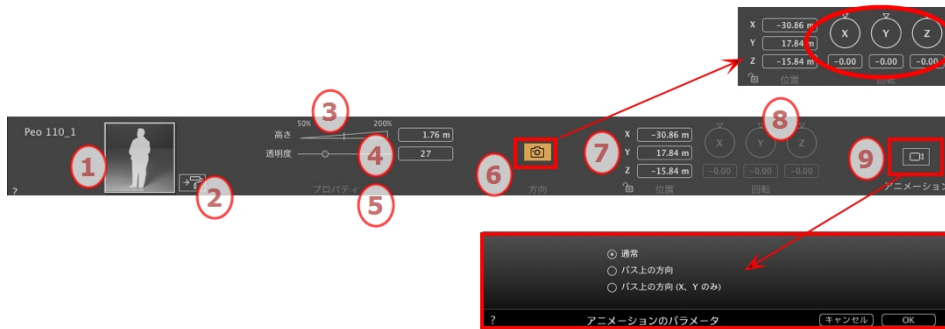 X -30.86 m X Y Z
Y 17.84 m
Z -15.84 m -0.00 -0.00 -0.00
位置 回転
Peo 110_1
1
2
?
50% 200%
3
高さ 1.76 m
透明度 27
4
プロパティ
5
6
方向
7
X -30.86 m
Y 17.84 m
Z -15.84 m
位置
8
X Y Z
-0.00 -0.00 -0.00
回転
9
アニメーション
通常
パス上の方向
パス上の方向 (X、Y のみ)
? アニメーションのパラメータ キャンセル OK